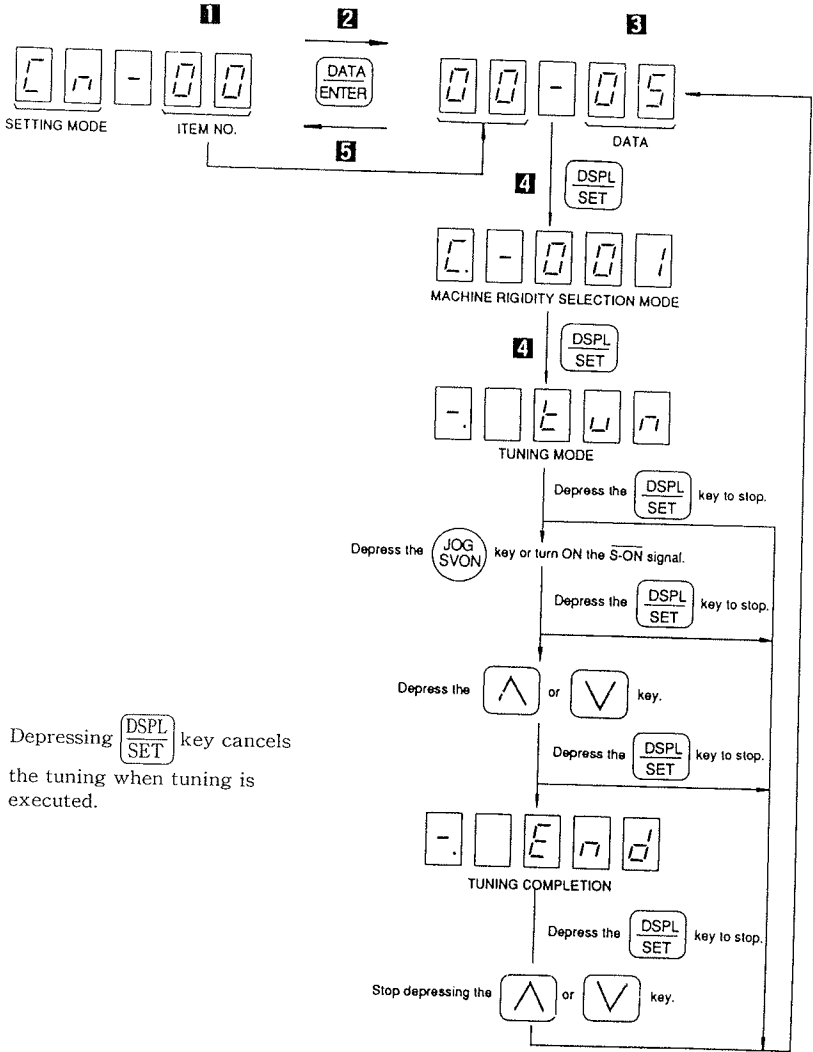 1 2 3
Cn-00
DATA
ENTER
00-05
SETTING MODE
ITEM NO.
DATA
5
4
DSPL
SET
C.-001
MACHINE RIGIDITY SELECTION MODE
4
DSPL
SET
-. tun
TUNING MODE
Depress the DSPL SET key to stop.
Depress the JOG SVON key or turn ON the S-ON signal.
Depress the DSPL SET key to stop.
Depress the ∧ or ∨ key.
Depressing DSPL SET key cancels
the tuning when tuning is
executed.
Depress the DSPL SET key to stop.
-. End
TUNING COMPLETION
Depress the DSPL SET key to stop.
Stop depressing the ∧ or ∨ key.